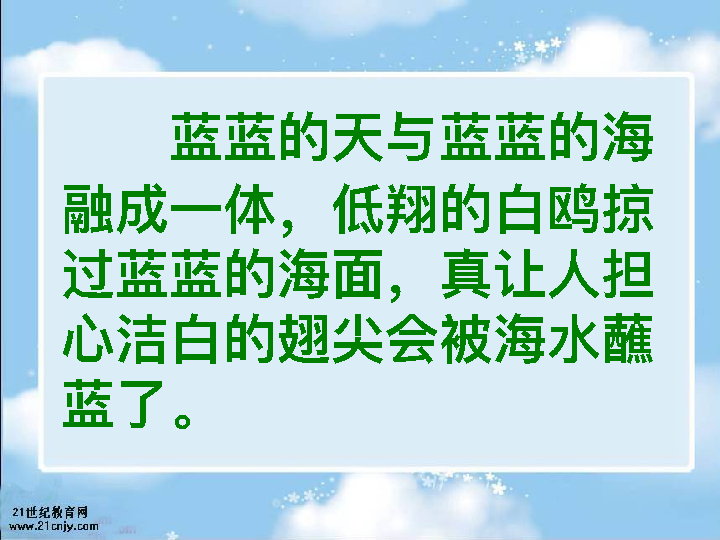 蓝蓝的天与蓝蓝的海
融成一体，低翔的白鸥掠
过蓝蓝的海面，真让人担
心洁白的翅尖会被海水蘸
蓝了。
21世纪教育网
www.21cnjy.com